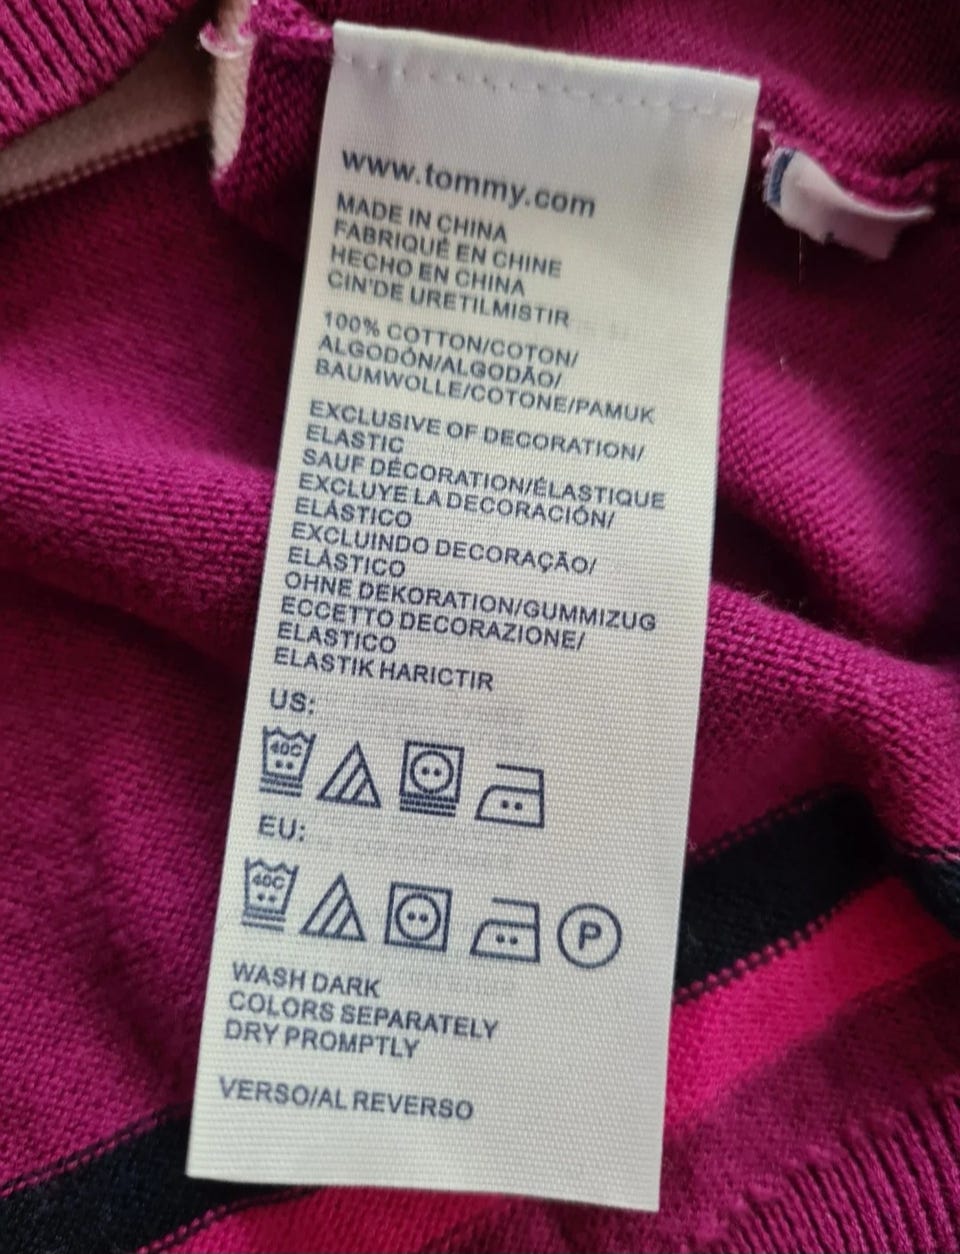 www.tommy.com
MADE IN CHINA
FABRIQUÉ EN CHINE
HECHO EN CHINA
CIN'DE URETILMISTIR
100% COTTON/COTON/
ALGODÓN/ALGODÃO/
BAUMWOLLE/COTONE/PAMUK
EXCLUSIVE OF DECORATION/
ELASTIC
SAUF DÉCORATION/ÉLASTIQUE
EXCLUYE LA DECORACIÓN/
ELÁSTICO
EXCLUINDO DECORAÇÃO/
ELÁSTICO
OHNE DEKORATION/GUMMIZUG
ECCETTO DECORAZIONE/
ELASTICO
ELASTIK HARICTIR
US:
40C
EU:
40C P
WASH DARK
COLORS SEPARATELY
DRY PROMPTLY
VERSO/AL REVERSO